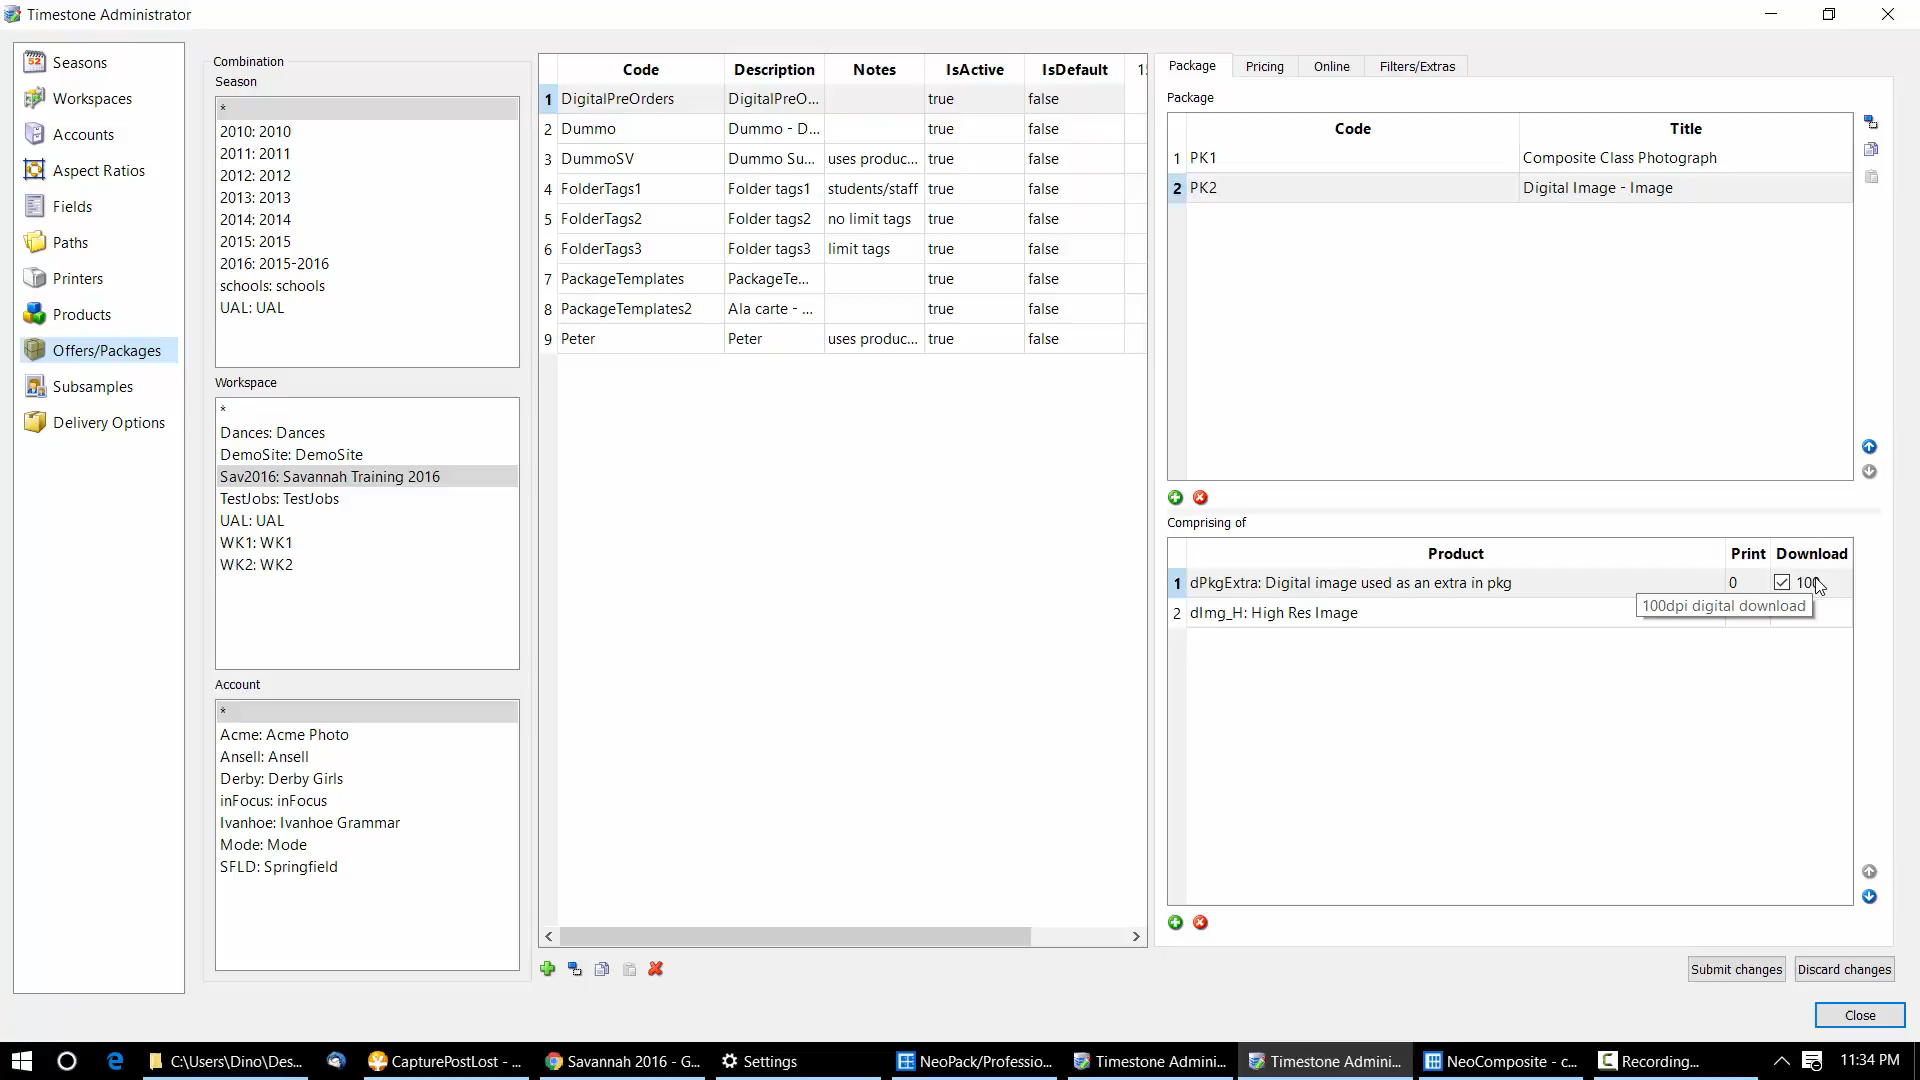 Timestone Administrator
Seasons
Workspaces
Accounts
Aspect Ratios
Fields
Paths
Printers
Products
Offers/Packages
Subsamples
Delivery Options
Combination
Season
*
2010: 2010
2011: 2011
2012: 2012
2013: 2013
2014: 2014
2015: 2015
2016: 2015-2016
schools: schools
UAL: UAL
Workspace
*
Dances: Dances
DemoSite: DemoSite
Sav2016: Savannah Training 2016
TestJobs: TestJobs
UAL: UAL
WK1: WK1
WK2: WK2
Account
*
Acme: Acme Photo
Ansell: Ansell
Derby: Derby Girls
inFocus: inFocus
Ivanhoe: Ivanhoe Grammar
Mode: Mode
SFLD: Springfield
Code Description Notes IsActive IsDefault
1 DigitalPreOrders DigitalPreO... true false
2 Dummo Dummo - D... true false
3 DummoSV Dummo Su... uses produc... true false
4 FolderTags1 Folder tags1 students/staff true false
5 FolderTags2 Folder tags2 no limit tags true false
6 FolderTags3 Folder tags3 limit tags true false
7 PackageTemplates PackageTe... true false
8 PackageTemplates2 Ala carte - ... true false
9 Peter Peter uses produc... true false
Package Pricing Online Filters/Extras
Package
Code Title
1 PK1 Composite Class Photograph
2 PK2 Digital Image - Image
Comprising of
Product Print Download
1 dPkgExtra: Digital image used as an extra in pkg 0 100
100dpi digital download
2 dImg_H: High Res Image
Submit changes Discard changes
Close
C:\Users\Dino\Des... CapturePostLost - ... Savannah 2016 - G... Settings NeoPack/Professio... Timestone Admini... Timestone Admini... NeoComposite - c... Recording... 11:34 PM